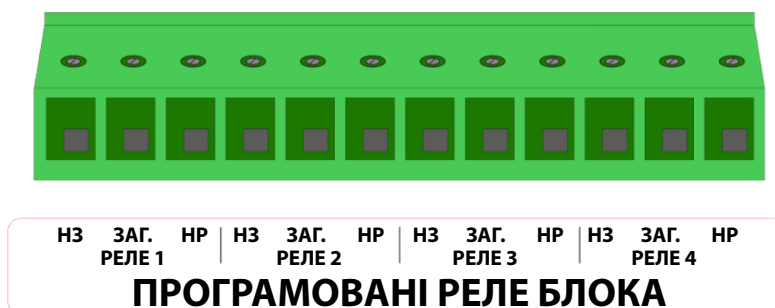 НЗ ЗАГ. НР | НЗ ЗАГ. НР | НЗ ЗАГ. НР | НЗ ЗАГ. НР
РЕЛЕ 1 РЕЛЕ 2 РЕЛЕ 3 РЕЛЕ 4
ПРОГРАМОВАНІ РЕЛЕ БЛОКА